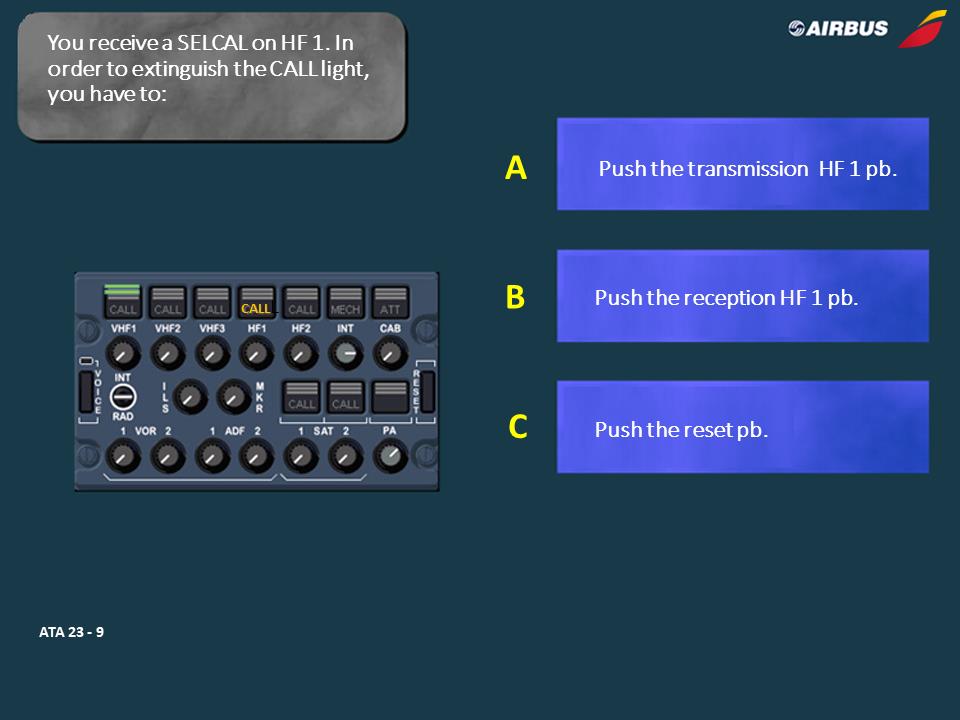 You receive a SELCAL on HF 1. In
order to extinguish the CALL light,
you have to:
AIRBUS
A
Push the transmission HF 1 pb.
B
Push the reception HF 1 pb.
C
Push the reset pb.
CALL CALL CALL CALL CALL MECH ATT
VHF1 VHF2 VHF3 HF1 HF2 INT CAB
VOICE INT RAD ILS MKR CALL CALL RESET
1 VOR 2 1 ADF 2 1 SAT 2 PA
ATA 23 - 9